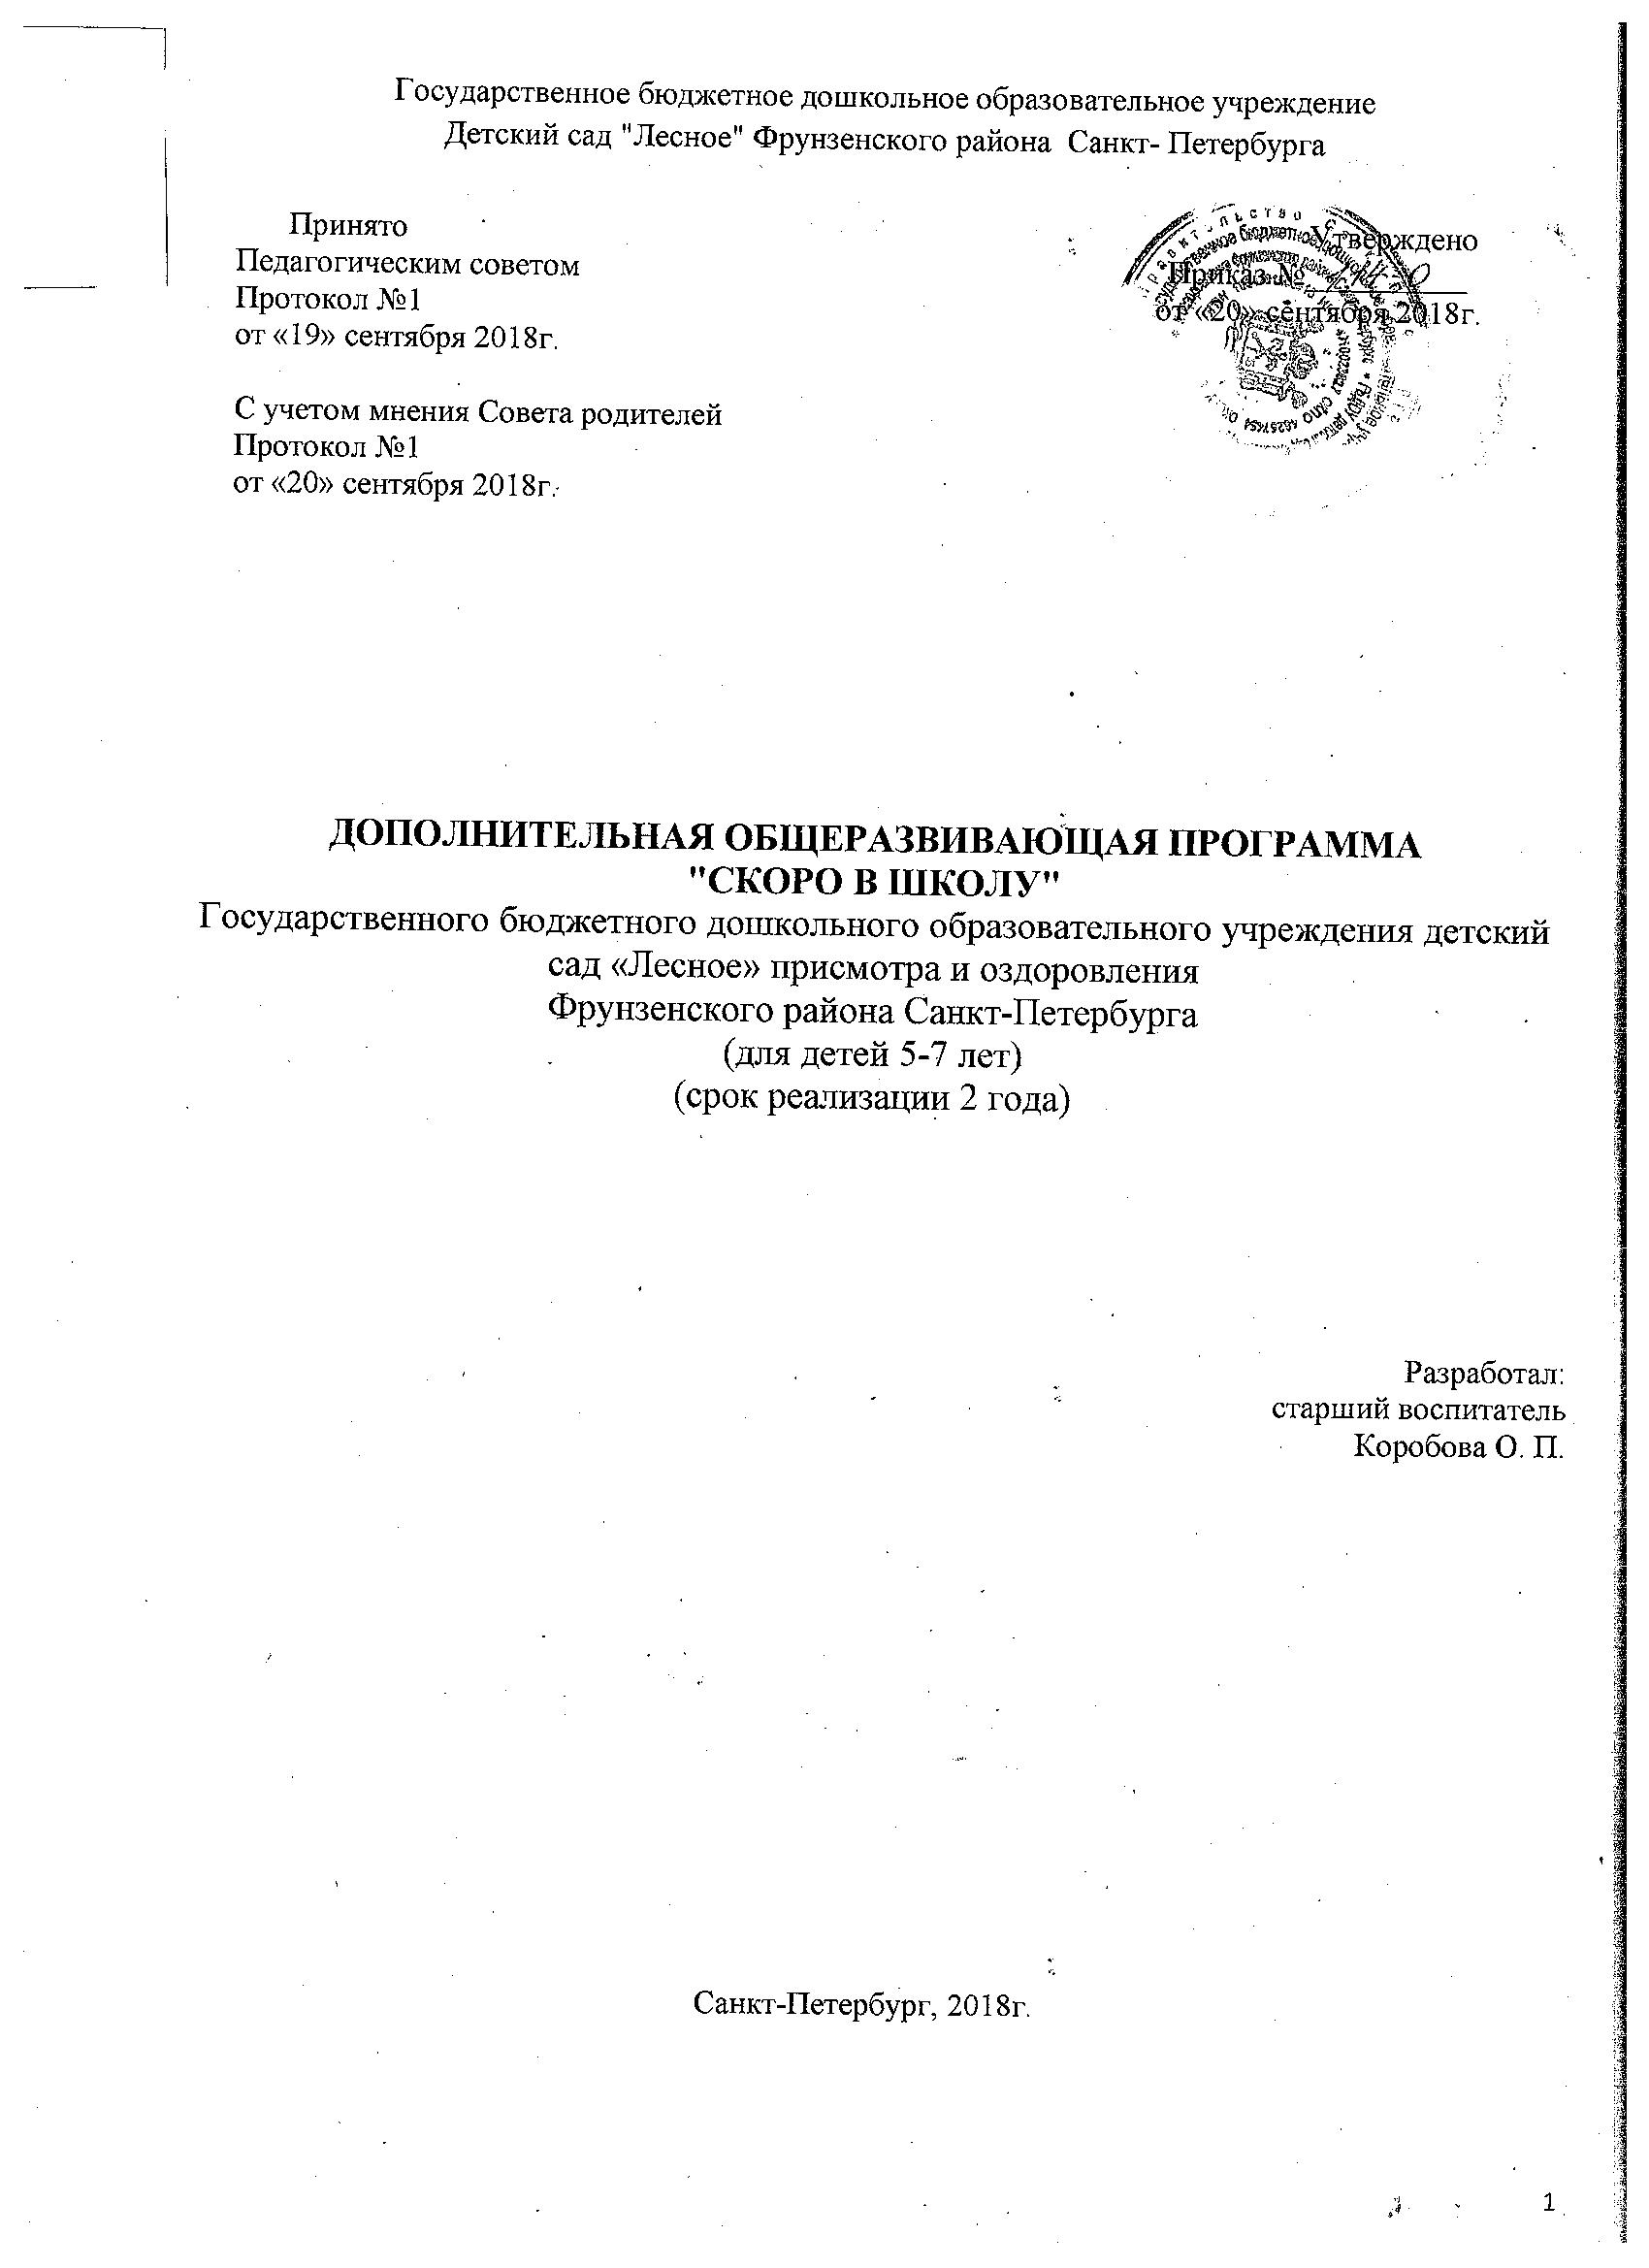 Государственное бюджетное дошкольное образовательное учреждение
Детский сад "Лесное" Фрунзенского района Санкт- Петербурга
Принято
Педагогическим советом
Протокол №1
от «19» сентября 2018г.
Утверждено
Приказ №
от «20» сентября 2018г.
С учетом мнения Совета родителей
Протокол №1
от «20» сентября 2018г.
ДОПОЛНИТЕЛЬНАЯ ОБЩЕРАЗВИВАЮЩАЯ ПРОГРАММА
"СКОРО В ШКОЛУ"
Государственного бюджетного дошкольного образовательного учреждения детский
сад «Лесное» присмотра и оздоровления
Фрунзенского района Санкт-Петербурга
(для детей 5-7 лет)
(срок реализации 2 года)
Разработал:
старший воспитатель
Коробова О. П.
Санкт-Петербург, 2018г.
1